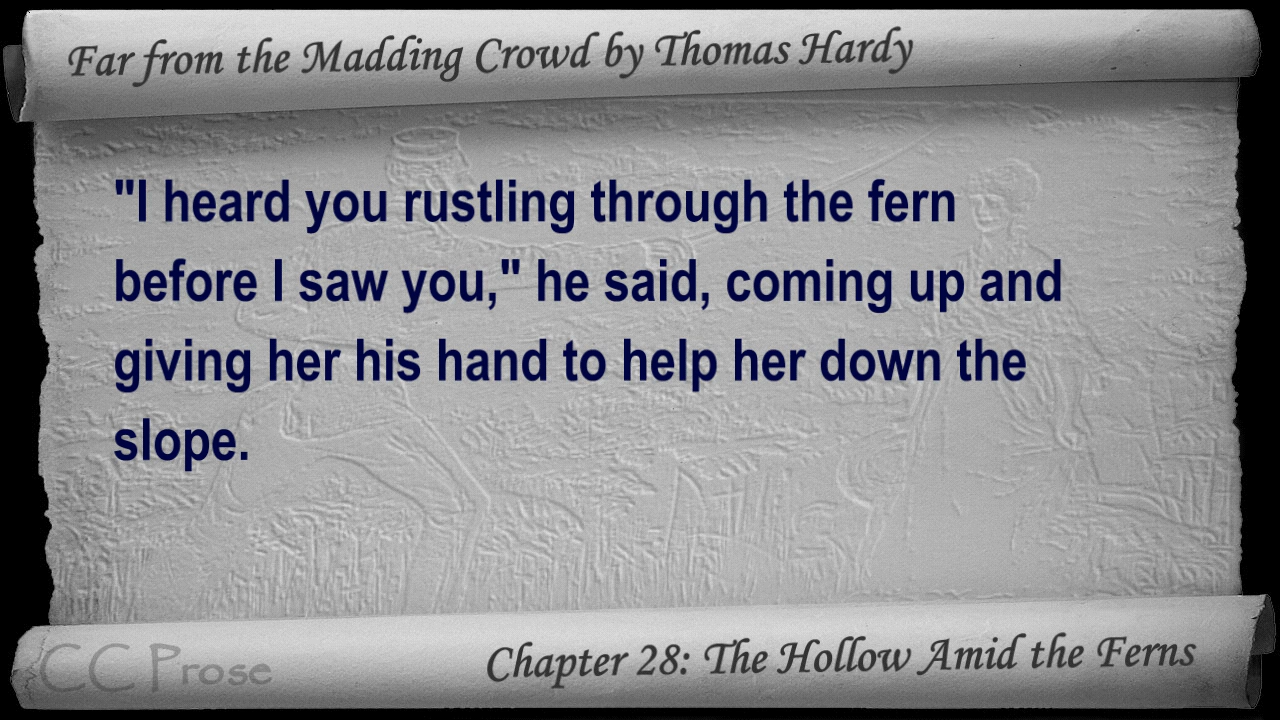 Far from the Madding Crowd by Thomas Hardy
"I heard you rustling through the fern
before I saw you," he said, coming up and
giving her his hand to help her down the
slope.
CC Prose
Chapter 28: The Hollow Amid the Ferns